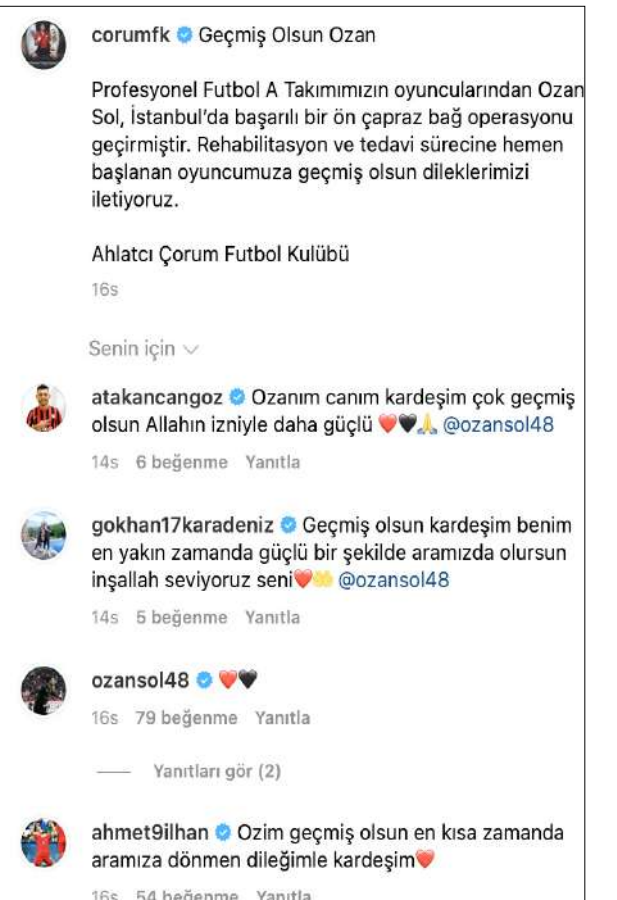 corumfk Geçmiş Olsun Ozan
Profesyonel Futbol A Takımımızın oyuncularından Ozan
Sol, İstanbul'da başarılı bir ön çapraz bağ operasyonu
geçirmiştir. Rehabilitasyon ve tedavi sürecine hemen
başlanan oyuncumuza geçmiş olsun dileklerimizi
iletiyoruz.
Ahlatcı Çorum Futbol Kulübü
16s
Senin için
atakancangoz Ozanım canım kardeşim çok geçmiş
olsun Allahın izniyle daha güçlü ❤️🖤🙏 @ozansol48
14s 6 beğenme Yanıtla
gokhan17karadeniz Geçmiş olsun kardeşim benim
en yakın zamanda güçlü bir şekilde aramızda olursun
inşallah seviyoruz seni❤️🤲 @ozansol48
14s 5 beğenme Yanıtla
ozansol48 ❤️🖤
16s 79 beğenme Yanıtla
Yanıtları gör (2)
ahmet9ilhan Ozim geçmiş olsun en kısa zamanda
aramıza dönmen dileğimle kardeşim❤️
16s 54 beğenme Yanıtla